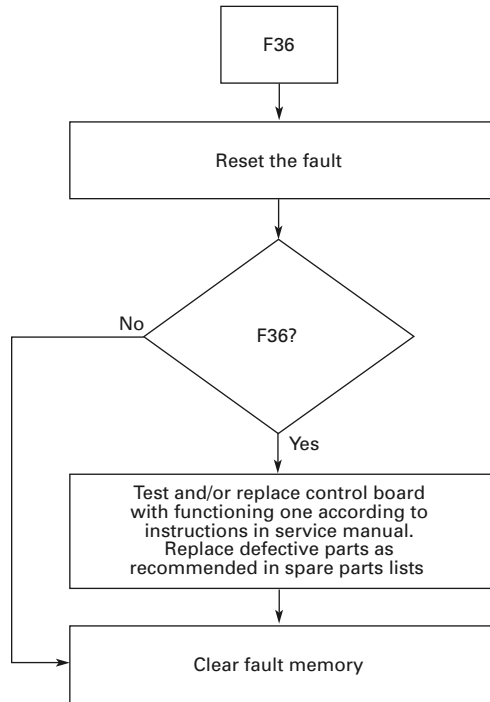 F36
Reset the fault
F36?
No
Yes
Test and/or replace control board
with functioning one according to
instructions in service manual.
Replace defective parts as
recommended in spare parts lists
Clear fault memory